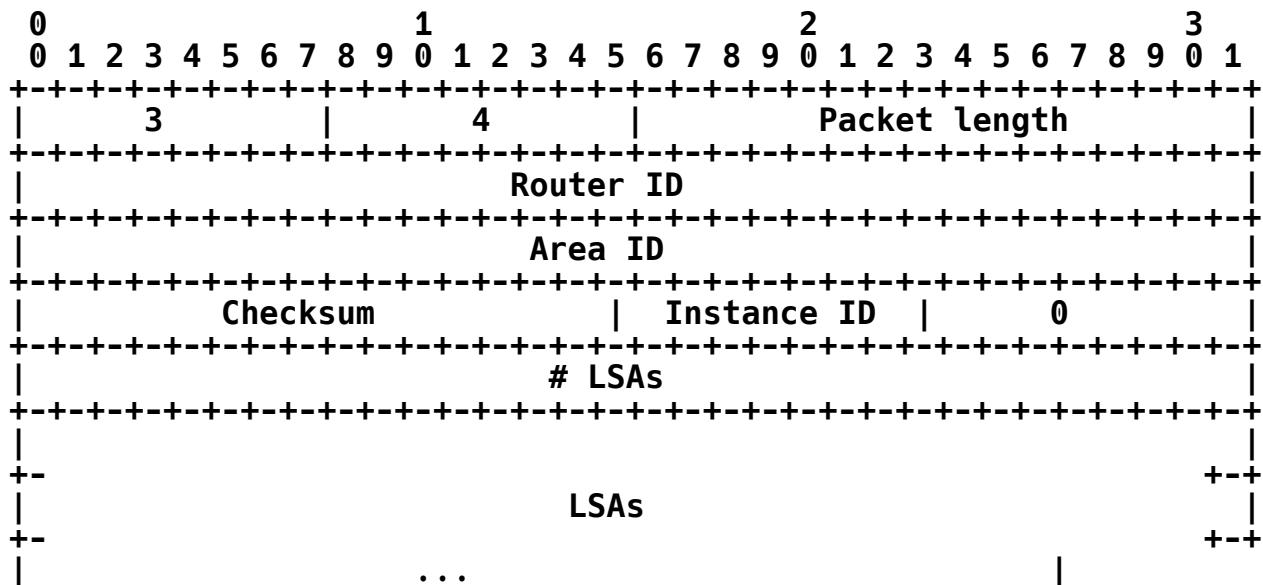 0                   1                   2                   3
 0 1 2 3 4 5 6 7 8 9 0 1 2 3 4 5 6 7 8 9 0 1 2 3 4 5 6 7 8 9 0 1
+-+-+-+-+-+-+-+-+-+-+-+-+-+-+-+-+-+-+-+-+-+-+-+-+-+-+-+-+-+-+-+-+
|      3        |       4       |         Packet length         |
+-+-+-+-+-+-+-+-+-+-+-+-+-+-+-+-+-+-+-+-+-+-+-+-+-+-+-+-+-+-+-+-+
|                         Router ID                             |
+-+-+-+-+-+-+-+-+-+-+-+-+-+-+-+-+-+-+-+-+-+-+-+-+-+-+-+-+-+-+-+-+
|                          Area ID                              |
+-+-+-+-+-+-+-+-+-+-+-+-+-+-+-+-+-+-+-+-+-+-+-+-+-+-+-+-+-+-+-+-+
|          Checksum            |  Instance ID  |      0         |
+-+-+-+-+-+-+-+-+-+-+-+-+-+-+-+-+-+-+-+-+-+-+-+-+-+-+-+-+-+-+-+-+
|                           # LSAs                              |
+-+-+-+-+-+-+-+-+-+-+-+-+-+-+-+-+-+-+-+-+-+-+-+-+-+-+-+-+-+-+-+-+
|                                                               |
+-                                                            +-+
|                            LSAs                               |
+-                                                            +-+
|                    ...                              |